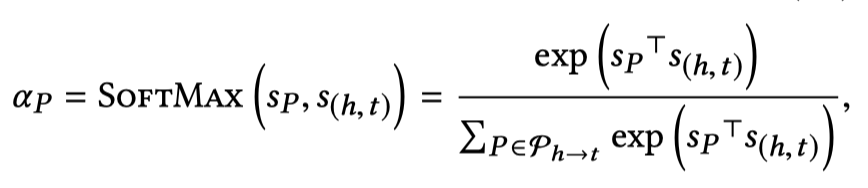 α_P = SOFTMAX (s_P, s_(h, t)) = exp (s_P^⊤ s_(h, t)) / ∑_{P∈𝒫_{h→t}} exp (s_P^⊤ s_(h, t)),